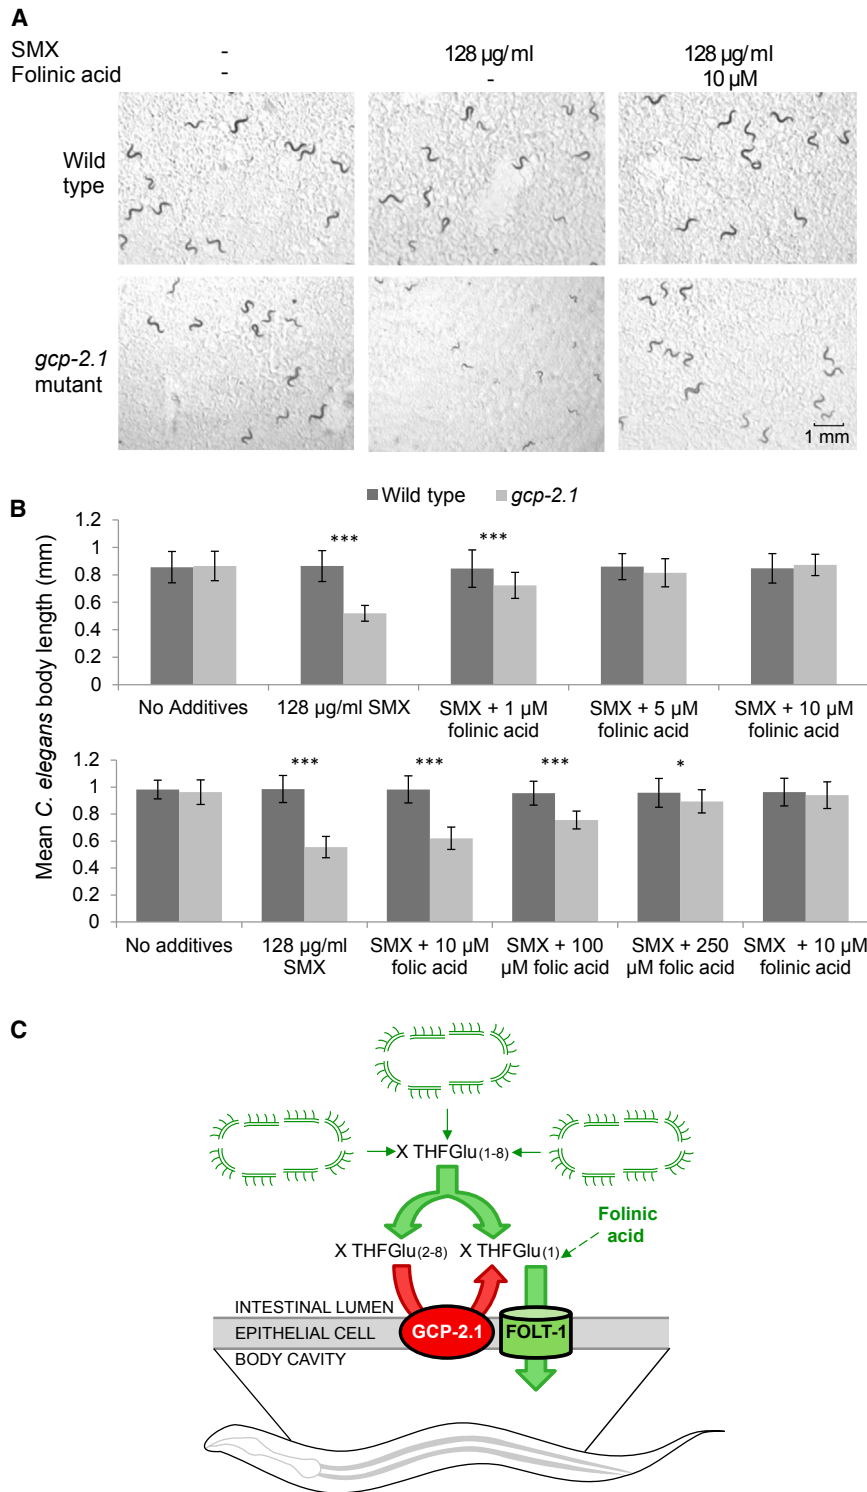 A
SMX - 128 µg/ml 128 µg/ml
Folinic acid - - 10 µM
Wild
type
gcp-2.1
mutant
1 mm
B
Wild type gcp-2.1
Mean C. elegans body length (mm)
1.2
1
0.8
0.6
0.4
0.2
0
*** ***
No Additives 128 µg/ml SMX SMX + 1 µM SMX + 5 µM SMX + 10 µM
folinic acid folinic acid folinic acid
1.2
1
0.8
0.6
0.4
0.2
0
*** *** *** *
No additives 128 µg/ml SMX + 10 µM SMX + 100 SMX + 250 SMX + 10 µM
SMX folic acid µM folic acid µM folic acid folinic acid
C
X THFGlu(1-8)
Folinic
acid
X THFGlu(2-8) X THFGlu(1)
INTESTINAL LUMEN
EPITHELIAL CELL GCP-2.1 FOLT-1
BODY CAVITY